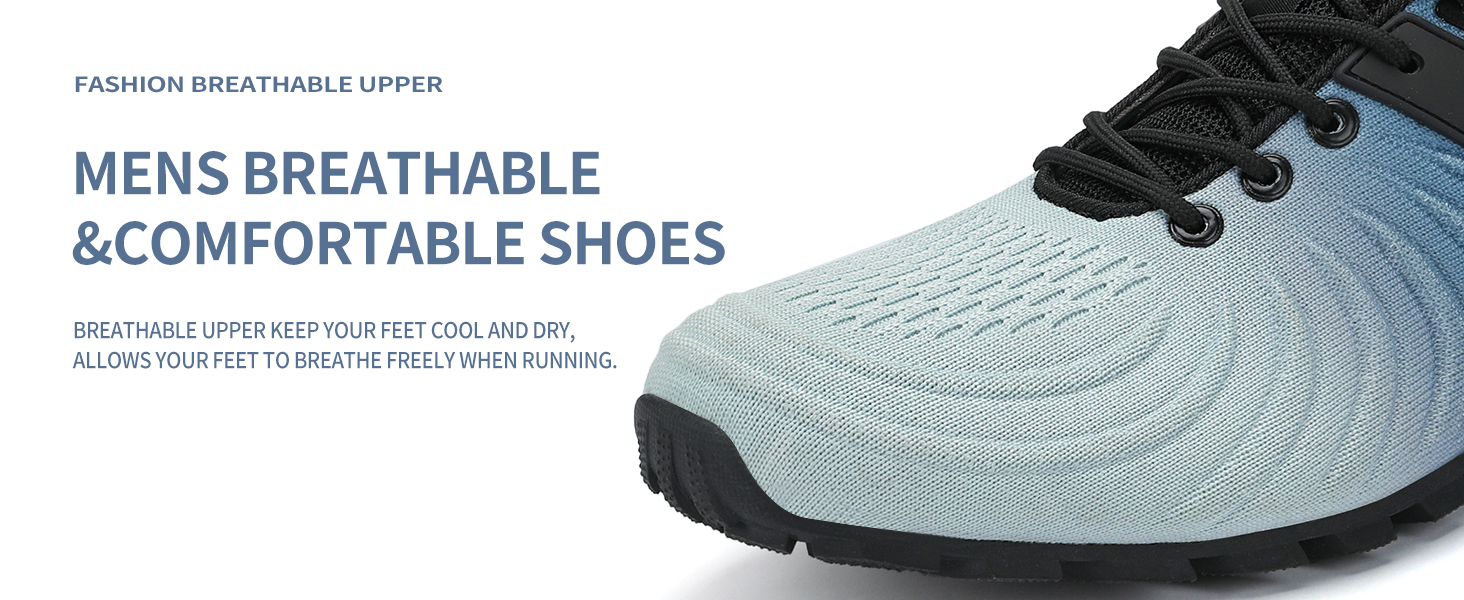 FASHION BREATHABLE UPPER
MENS BREATHABLE
&COMFORTABLE SHOES
BREATHABLE UPPER KEEP YOUR FEET COOL AND DRY,
ALLOWS YOUR FEET TO BREATHE FREELY WHEN RUNNING.